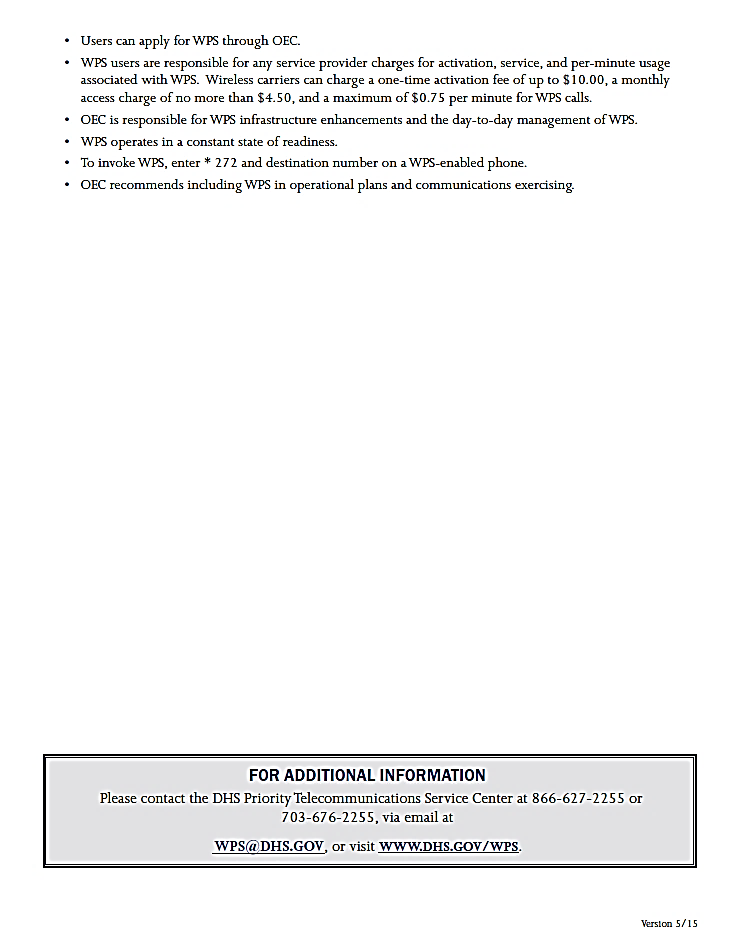 • Users can apply for WPS through OEC.
• WPS users are responsible for any service provider charges for activation, service, and per-minute usage
associated with WPS. Wireless carriers can charge a one-time activation fee of up to $10.00, a monthly
access charge of no more than $4.50, and a maximum of $0.75 per minute for WPS calls.
• OEC is responsible for WPS infrastructure enhancements and the day-to-day management of WPS.
• WPS operates in a constant state of readiness.
• To invoke WPS, enter * 272 and destination number on a WPS-enabled phone.
• OEC recommends including WPS in operational plans and communications exercising.
FOR ADDITIONAL INFORMATION
Please contact the DHS Priority Telecommunications Service Center at 866-627-2255 or
703-676-2255, via email at
WPS@DHS.GOV, or visit WWW.DHS.GOV/WPS.
Version 5/15